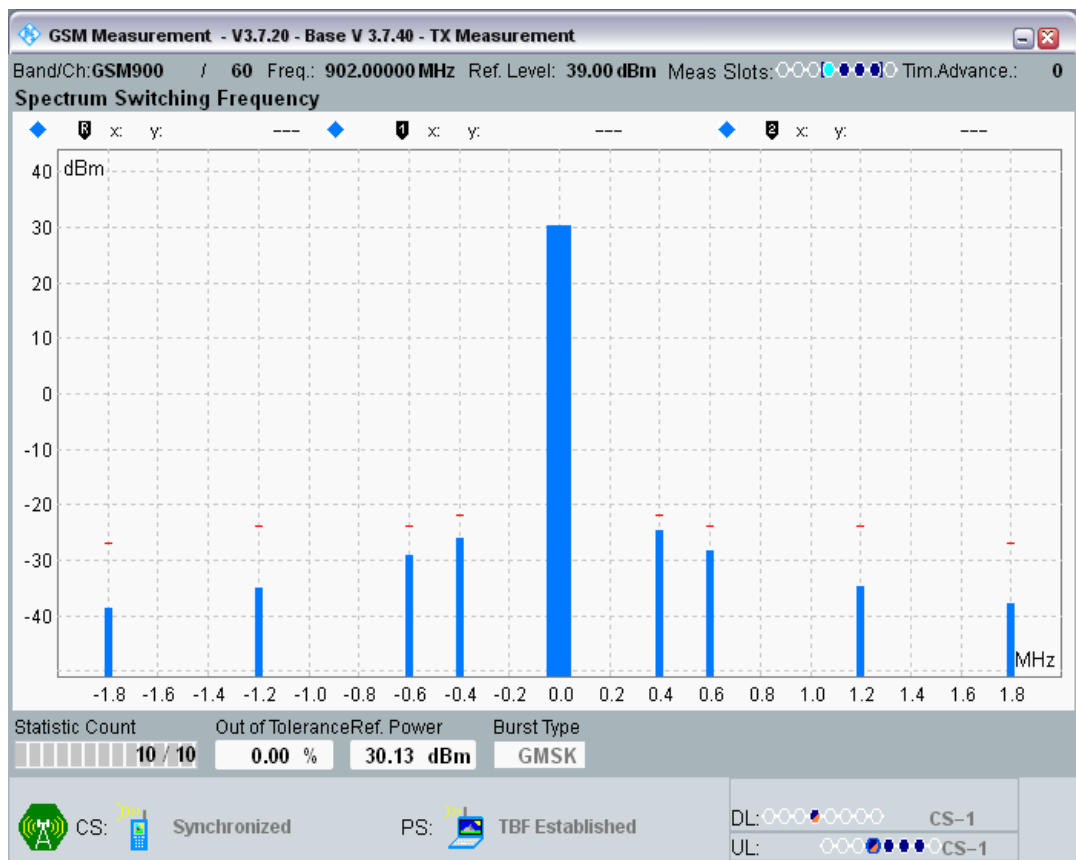 GSM Measurement - V3.7.20 - Base V 3.7.40 - TX Measurement
Band/Ch:GSM900 / 60 Freq.: 902.00000 MHz Ref. Level: 39.00 dBm Meas Slots: Tim.Advance.: 0
Spectrum Switching Frequency
R x: y: --- 1 x: y: --- 2 x: y: ---
dBm
40
30
20
10
0
-10
-20
-30
-40
MHz
-1.8 -1.6 -1.4 -1.2 -1.0 -0.8 -0.6 -0.4 -0.2 0.0 0.2 0.4 0.6 0.8 1.0 1.2 1.4 1.6 1.8
Statistic Count Out of Tolerance Ref. Power Burst Type
10 / 10 0.00 % 30.13 dBm GMSK
CS: Synchronized PS: TBF Established
DL: CS-1
UL: CS-1